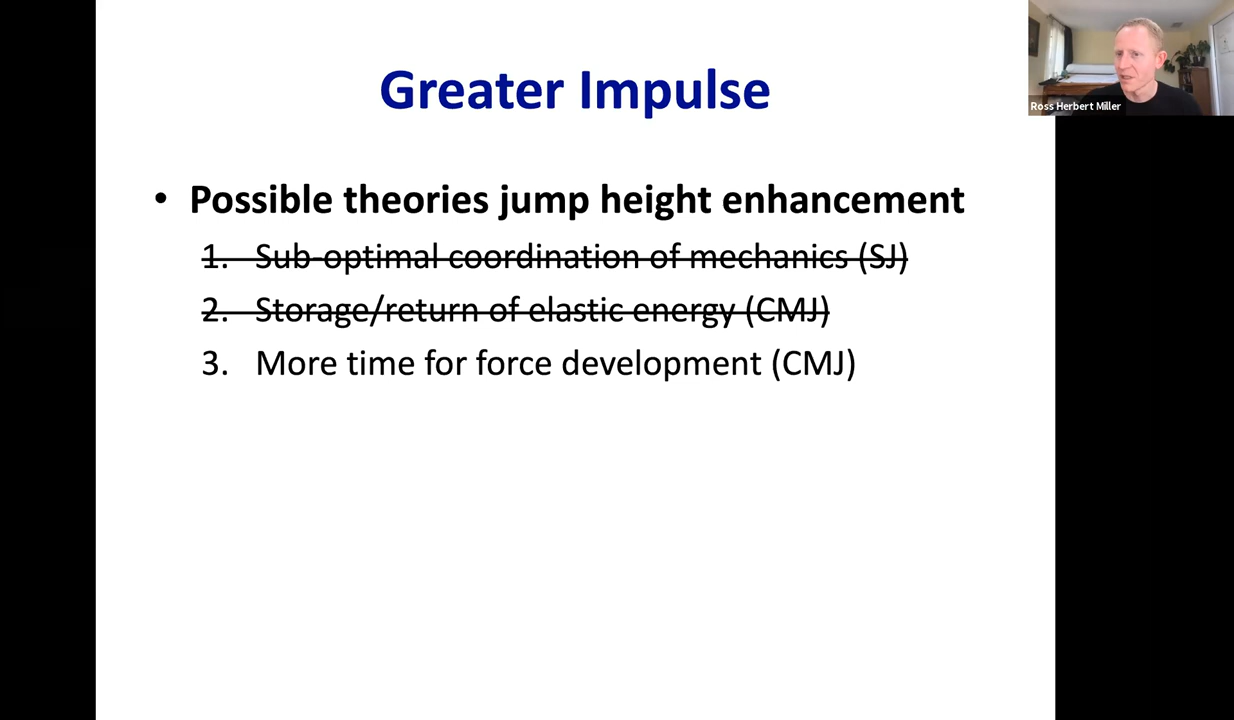 Greater Impulse
Ross Herbert Miller
• Possible theories jump height enhancement
1. Sub-optimal coordination of mechanics (SJ)
2. Storage/return of elastic energy (CMJ)
3. More time for force development (CMJ)